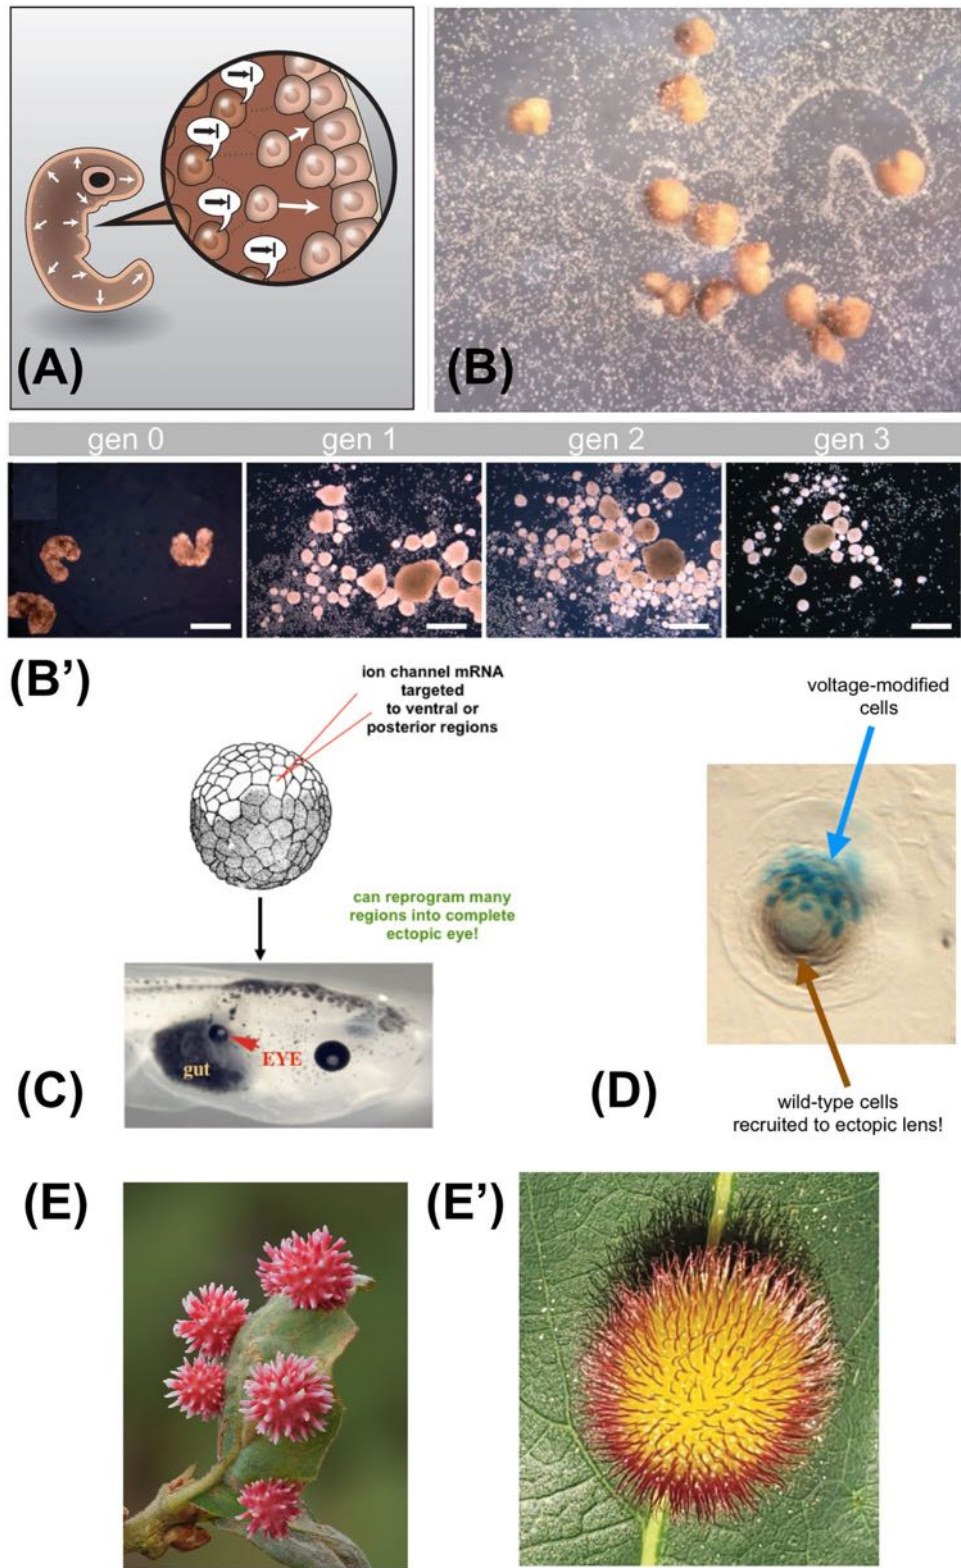 (A)
(B)
gen 0
gen 1
gen 2
gen 3
(B’)
ion channel mRNA
targeted
to ventral or
posterior regions
can reprogram many
regions into complete
ectopic eye!
gut
EYE
(C)
voltage-modified
cells
(D)
wild-type cells
recruited to ectopic lens!
(E)
(E’)